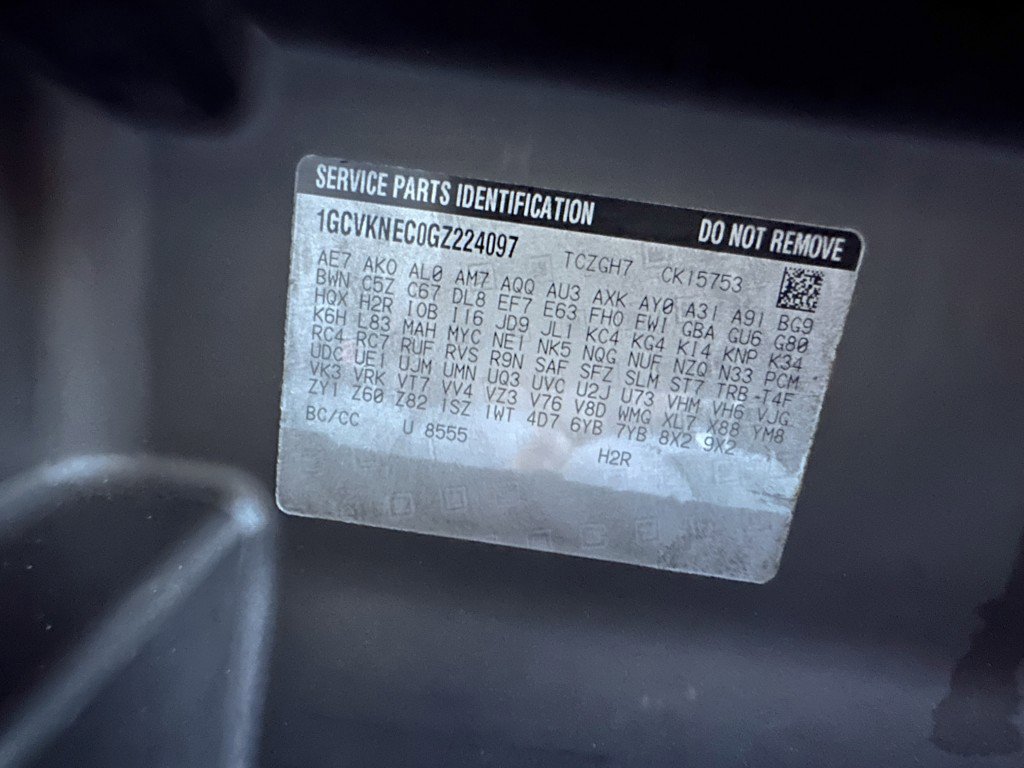 SERVICE PARTS IDENTIFICATION DO NOT REMOVE
1GCVKNEC0GZ224097 TCZGH7 CK15753
AE7 AKO AL0 AM7 AQQ AU3 AXK AY0 A31 A91 BG9
BWN C5Z C67 DL8 EF7 E63 FHO FWI GBA GU6 G80
HQX H2R IOB I16 JD9 JL1 KC4 KG4 KI4 KNP K34
K6H L83 MAH MYC NE1 NK5 NQG NUF NZQ N33 PCM
RC4 RC7 RUF RVS R9N SAF SFZ SLM ST7 TRB T4F
UDC UE1 UJM UMN UQ3 UVC U2J U73 VHM VH6 VJG
VK3 VRK VT7 VV4 VZ3 V76 V8D WMG XL7 X88 YM8
ZY1 Z60 Z82 1SZ 1WT 4D7 6YB 7YB 8X2 9X2
BC/CC U 8555 H2R